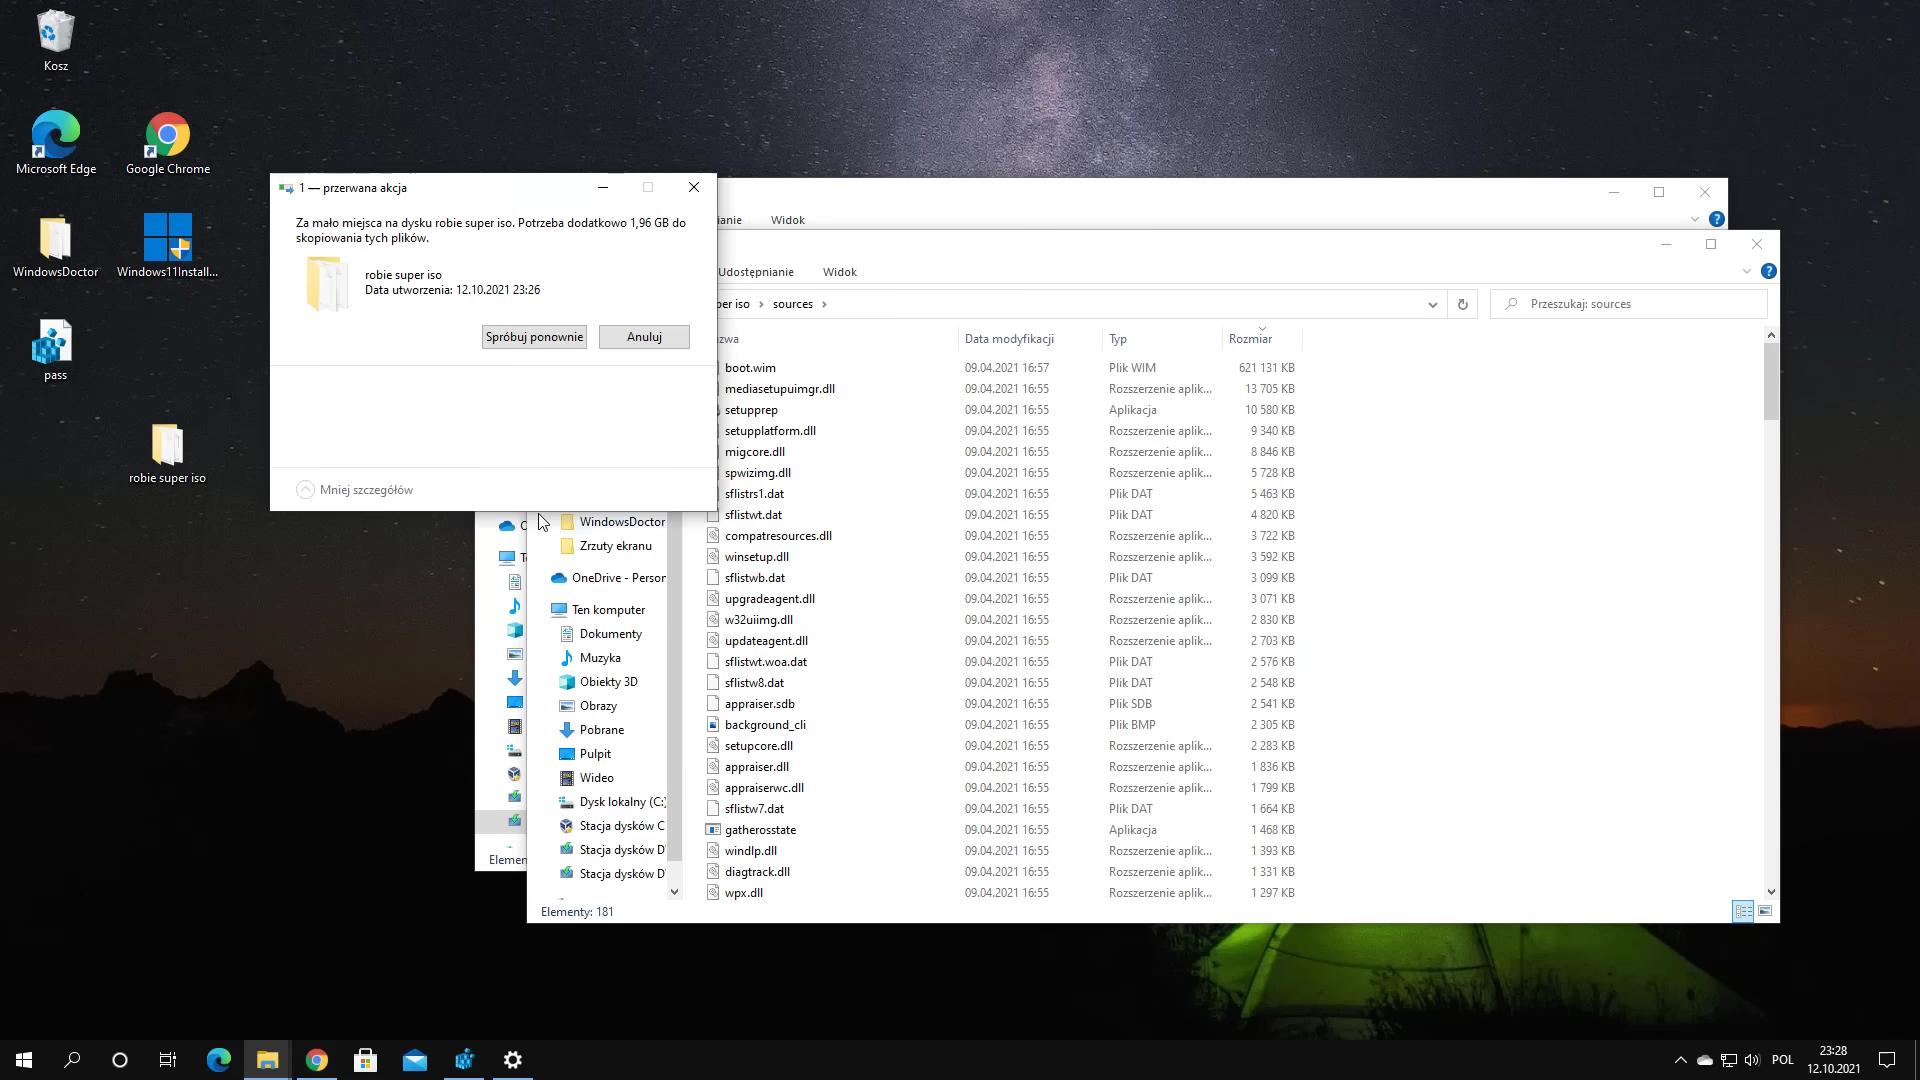 Kosz
Microsoft Edge
Google Chrome
WindowsDoctor
Windows11Install...
pass
robie super iso
1 — przerwana akcja
Za mało miejsca na dysku robie super iso. Potrzeba dodatkowo 1,96 GB do
skopiowania tych plików.
robie super iso
Data utworzenia: 12.10.2021 23:26
Spróbuj ponownie
Anuluj
Mniej szczegółów
Widok
Udostępnianie
Widok
iso
sources
Przeszukaj: sources
Data modyfikacji
Typ
Rozmiar
boot.wim 09.04.2021 16:57 Plik WIM 621 131 KB
mediasetupuimgr.dll 09.04.2021 16:55 Rozszerzenie aplik... 13 705 KB
setupprep 09.04.2021 16:55 Aplikacja 10 580 KB
setupplatform.dll 09.04.2021 16:55 Rozszerzenie aplik... 9 340 KB
migcore.dll 09.04.2021 16:55 Rozszerzenie aplik... 8 846 KB
spwizimg.dll 09.04.2021 16:55 Rozszerzenie aplik... 5 728 KB
sflistrs1.dat 09.04.2021 16:55 Plik DAT 5 463 KB
sflistwt.dat 09.04.2021 16:55 Plik DAT 4 820 KB
compatresources.dll 09.04.2021 16:55 Rozszerzenie aplik... 3 722 KB
winsetup.dll 09.04.2021 16:55 Rozszerzenie aplik... 3 592 KB
sflistwb.dat 09.04.2021 16:55 Plik DAT 3 099 KB
upgradeagent.dll 09.04.2021 16:55 Rozszerzenie aplik... 3 071 KB
w32uiimg.dll 09.04.2021 16:55 Rozszerzenie aplik... 2 830 KB
updateagent.dll 09.04.2021 16:55 Rozszerzenie aplik... 2 703 KB
sflistwt.woa.dat 09.04.2021 16:55 Plik DAT 2 576 KB
sflistw8.dat 09.04.2021 16:55 Plik DAT 2 548 KB
appraiser.sdb 09.04.2021 16:55 Plik SDB 2 541 KB
background_cli 09.04.2021 16:55 Plik BMP 2 305 KB
setupcore.dll 09.04.2021 16:55 Rozszerzenie aplik... 2 283 KB
appraiser.dll 09.04.2021 16:55 Rozszerzenie aplik... 1 836 KB
appraiserwc.dll 09.04.2021 16:55 Rozszerzenie aplik... 1 799 KB
sflistw7.dat 09.04.2021 16:55 Plik DAT 1 664 KB
gatherosstate 09.04.2021 16:55 Aplikacja 1 468 KB
windlp.dll 09.04.2021 16:55 Rozszerzenie aplik... 1 393 KB
diagtrack.dll 09.04.2021 16:55 Rozszerzenie aplik... 1 331 KB
wpx.dll 09.04.2021 16:55 Rozszerzenie aplik... 1 297 KB
WindowsDoctor
Zrzuty ekranu
OneDrive - Person
Ten komputer
Dokumenty
Muzyka
Obiekty 3D
Obrazy
Pobrane
Pulpit
Wideo
Dysk lokalny (C:)
Stacja dysków C
Stacja dysków D
Stacja dysków D
Elemen
Elementy: 181
POL
23:28
12.10.2021